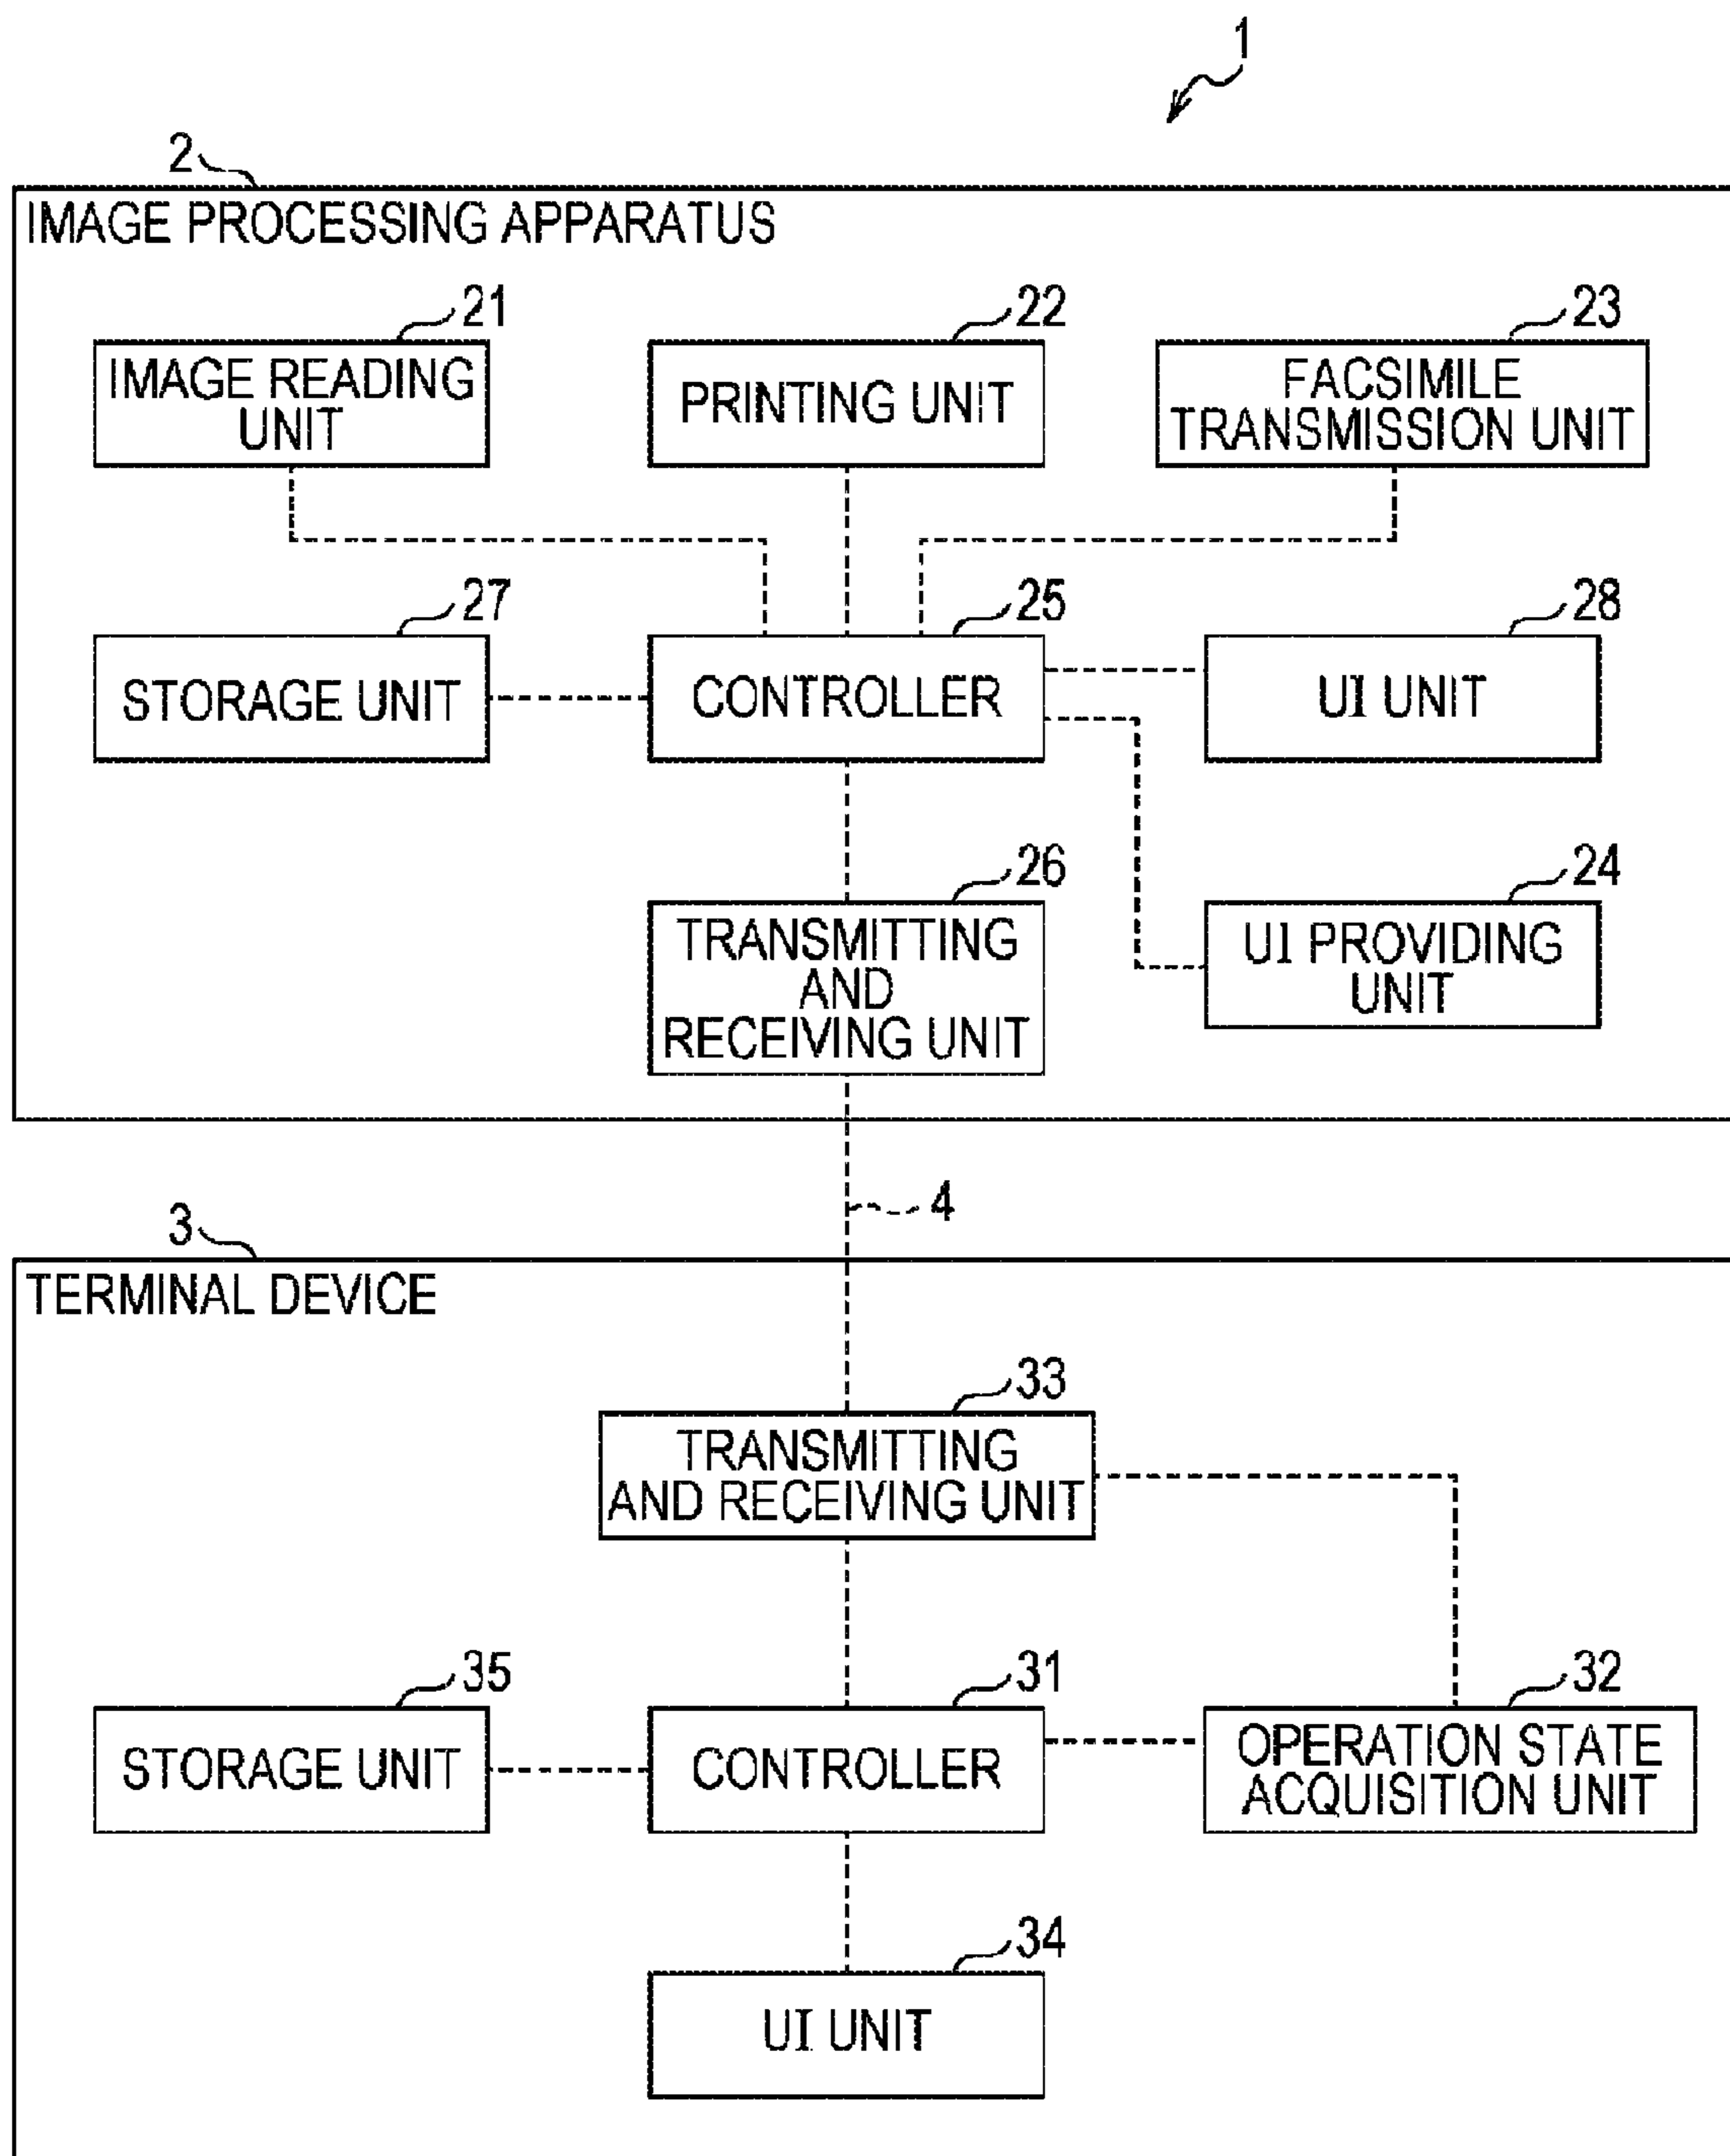 1
2
IMAGE PROCESSING APPARATUS
21
IMAGE READING
UNIT
22
PRINTING UNIT
23
FACSIMILE
TRANSMISSION UNIT
27
STORAGE UNIT
25
CONTROLLER
28
UI UNIT
26
TRANSMITTING
AND
RECEIVING UNIT
24
UI PROVIDING
UNIT
4
3
TERMINAL DEVICE
33
TRANSMITTING
AND RECEIVING UNIT
35
STORAGE UNIT
31
CONTROLLER
32
OPERATION STATE
ACQUISITION UNIT
34
UI UNIT